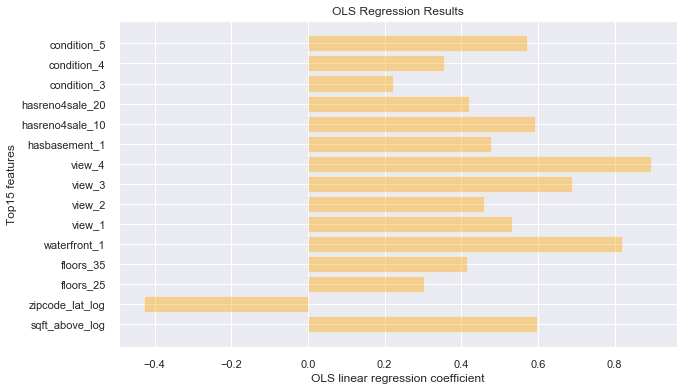 OLS Regression Results
Top15 features
condition_5
condition_4
condition_3
hasreno4sale_20
hasreno4sale_10
hasbasement_1
view_4
view_3
view_2
view_1
waterfront_1
floors_35
floors_25
zipcode_lat_log
sqft_above_log
−0.4 −0.2 0.0 0.2 0.4 0.6 0.8
OLS linear regression coefficient